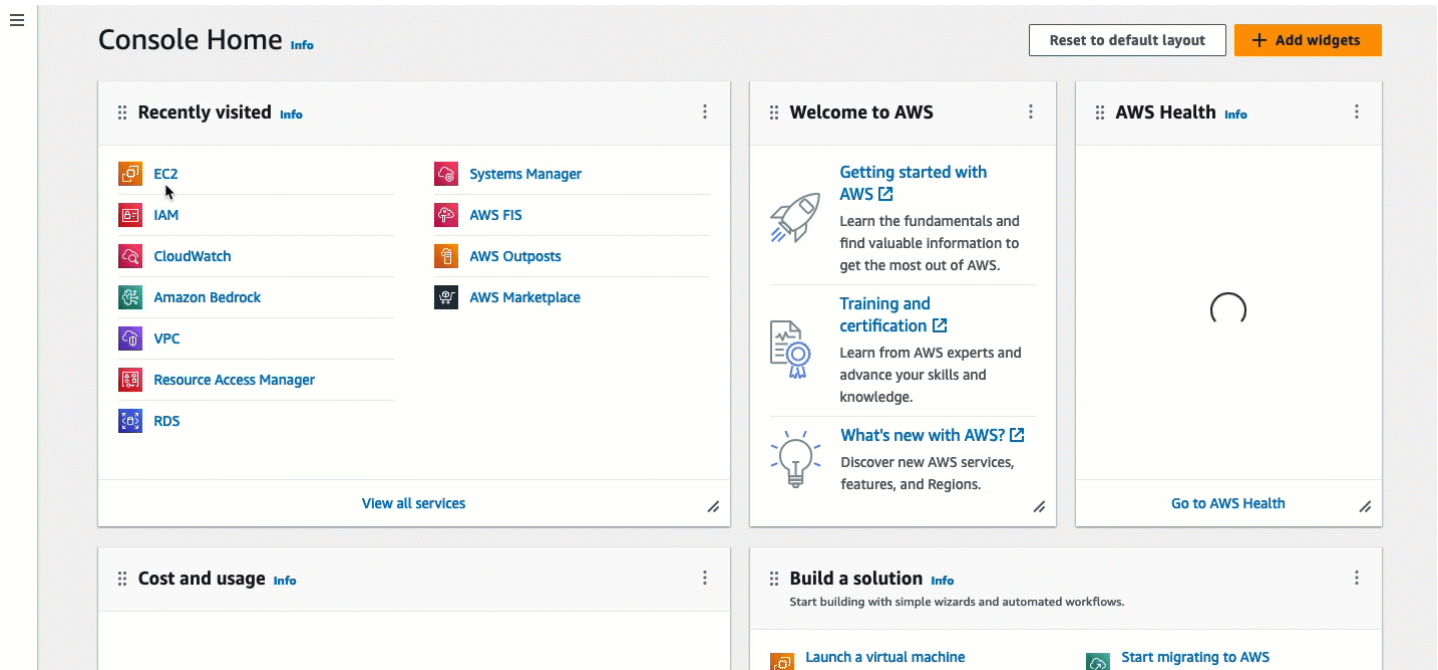 Console Home Info
Reset to default layout
+ Add widgets
Recently visited Info
EC2
IAM
CloudWatch
Amazon Bedrock
VPC
Resource Access Manager
RDS
Systems Manager
AWS FIS
AWS Outposts
AWS Marketplace
View all services
Welcome to AWS
Getting started with
AWS
Learn the fundamentals and
find valuable information to
get the most out of AWS.
Training and
certification
Learn from AWS experts and
advance your skills and
knowledge.
What's new with AWS?
Discover new AWS services,
features, and Regions.
AWS Health Info
Go to AWS Health
Cost and usage Info
Build a solution Info
Start building with simple wizards and automated workflows.
Launch a virtual machine
Start migrating to AWS